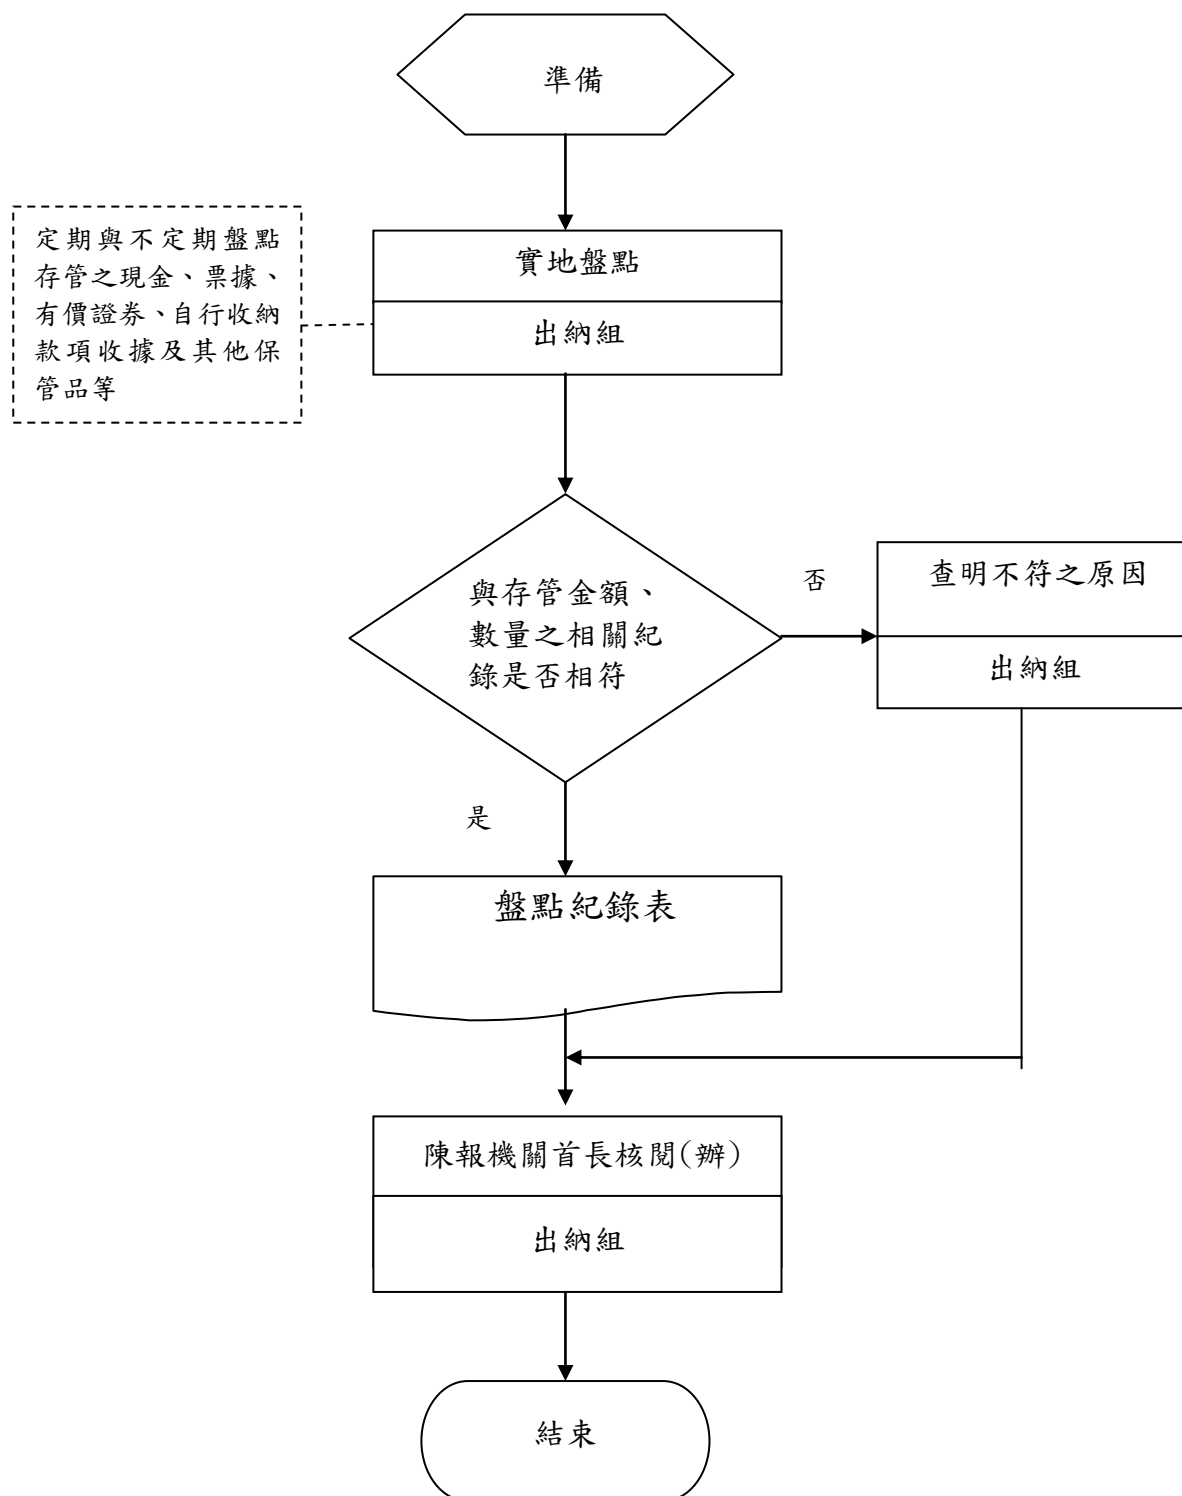 準備
定期與不定期盤點
存管之現金、票據、
有價證券、自行收納
款項收據及其他保
管品等
實地盤點
出納組
與存管金額、
數量之相關紀
錄是否相符
否
查明不符之原因
出納組
是
盤點紀錄表
陳報機關首長核閱(辦)
出納組
結束